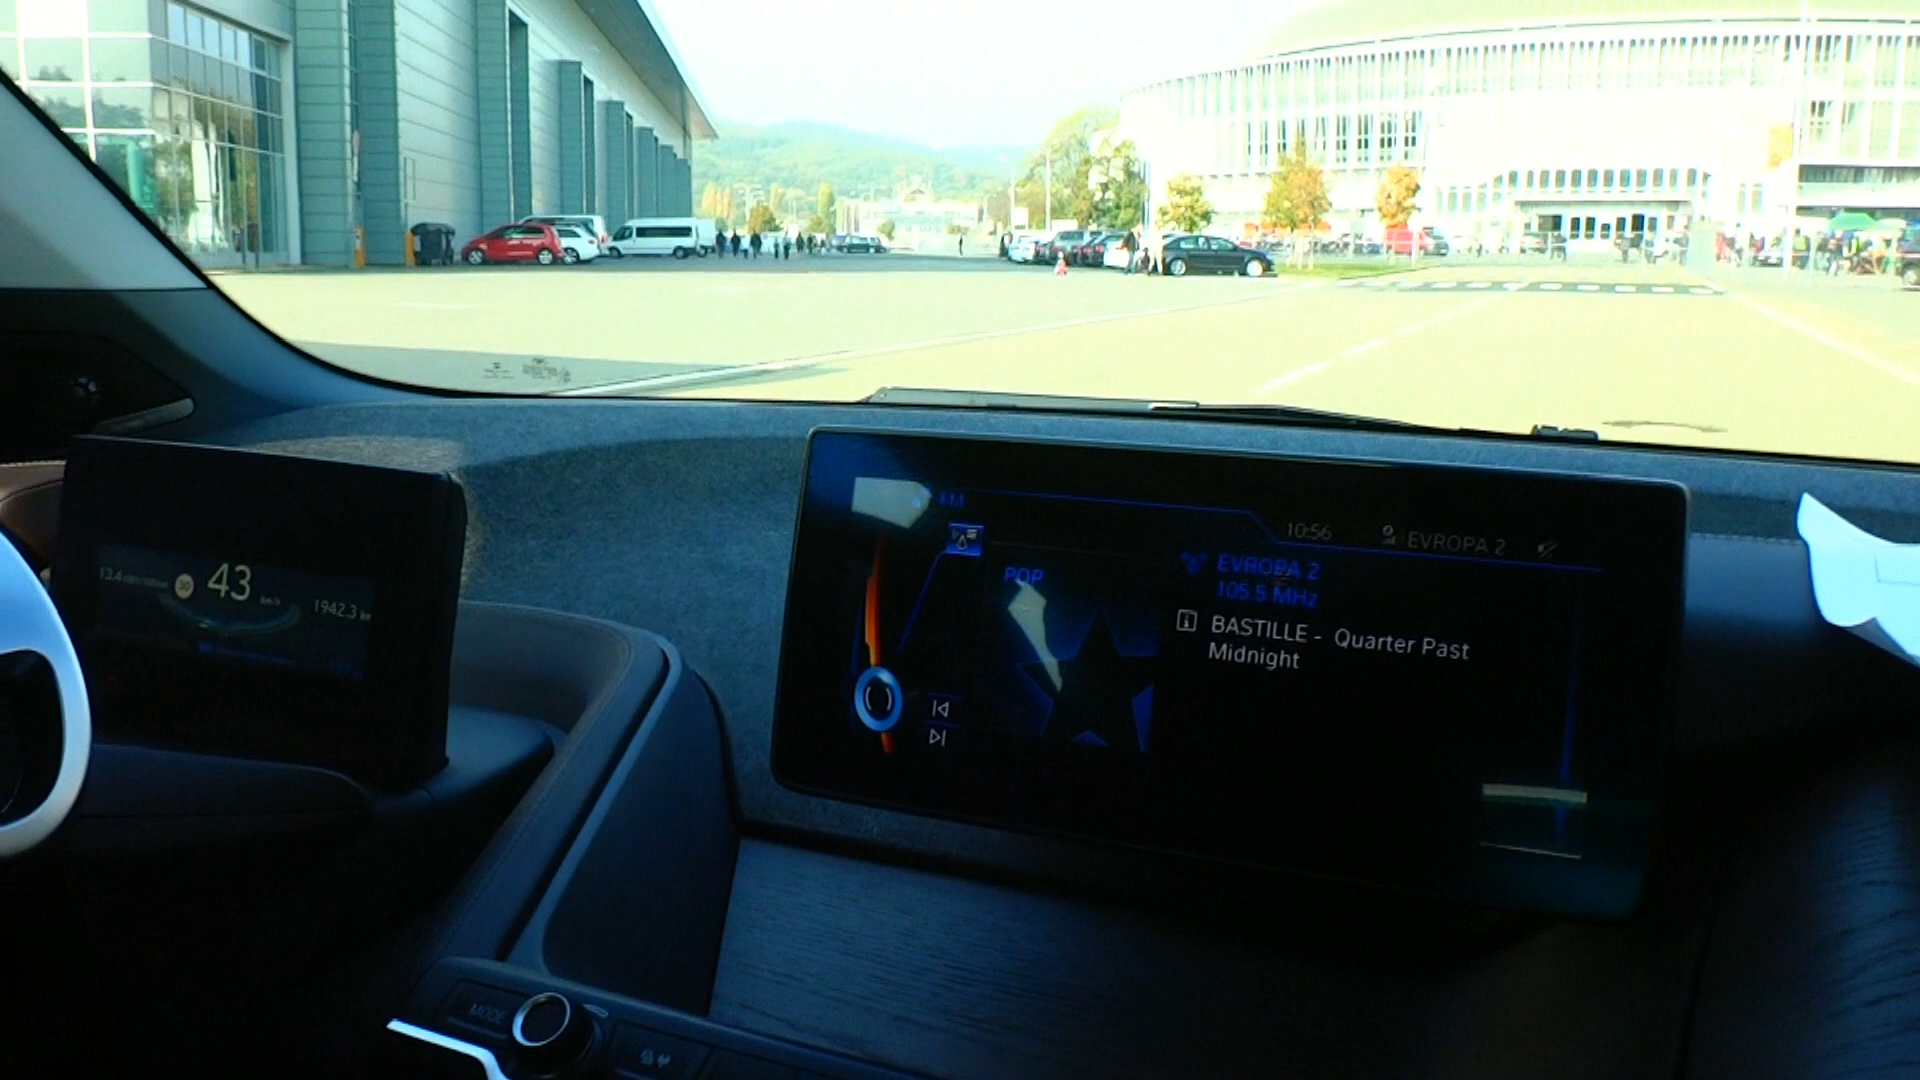 FM
10:56
EVROPA 2
POP
EVROPA 2
105.5 MHz
BASTILLE - Quarter Past
Midnight
43 km/h
1942.3 km
MODE